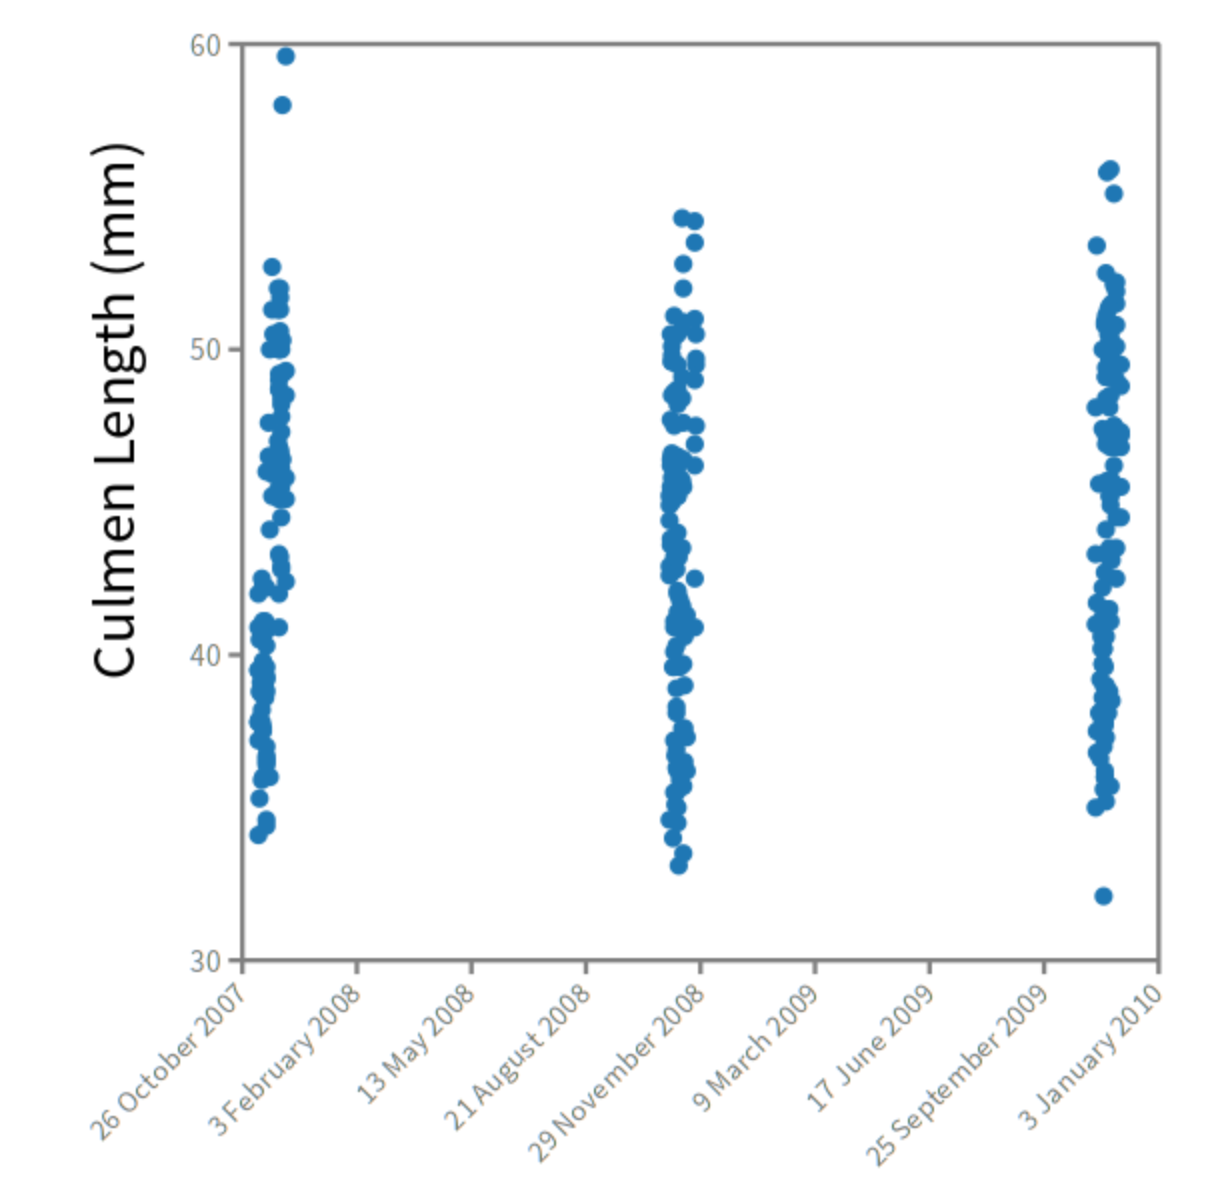 Culmen Length (mm)
60
50
40
30
26 October 2007
3 February 2008
13 May 2008
21 August 2008
29 November 2008
9 March 2009
17 June 2009
25 September 2009
3 January 2010